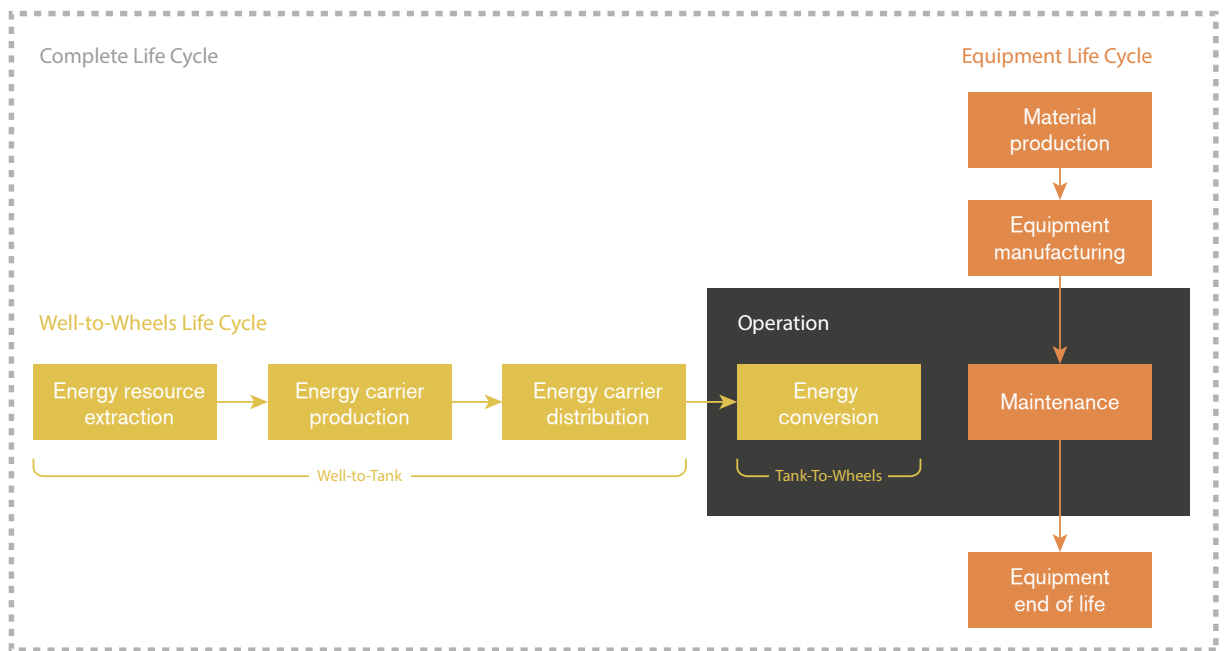 Complete Life Cycle
Equipment Life Cycle
Material
production
Equipment
manufacturing
Well-to-Wheels Life Cycle
Operation
Energy resource
extraction
Energy carrier
production
Energy carrier
distribution
Energy
conversion
Maintenance
Well-to-Tank
Tank-To-Wheels
Equipment
end of life